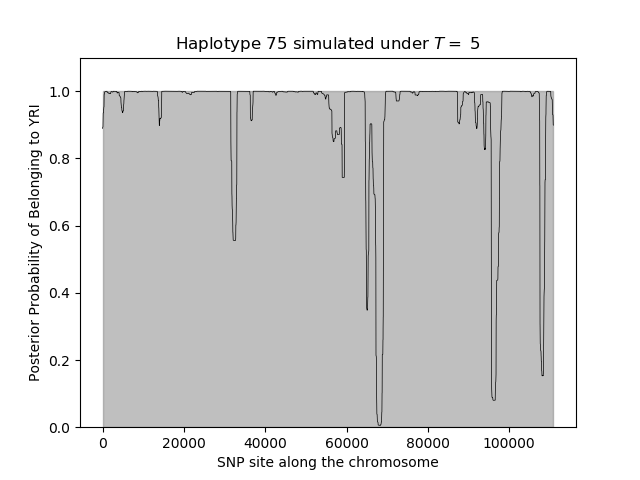 Haplotype 75 simulated under T = 5
Posterior Probability of Belonging to YRI
1.0
0.8
0.6
0.4
0.2
0.0
0 20000 40000 60000 80000 100000
SNP site along the chromosome